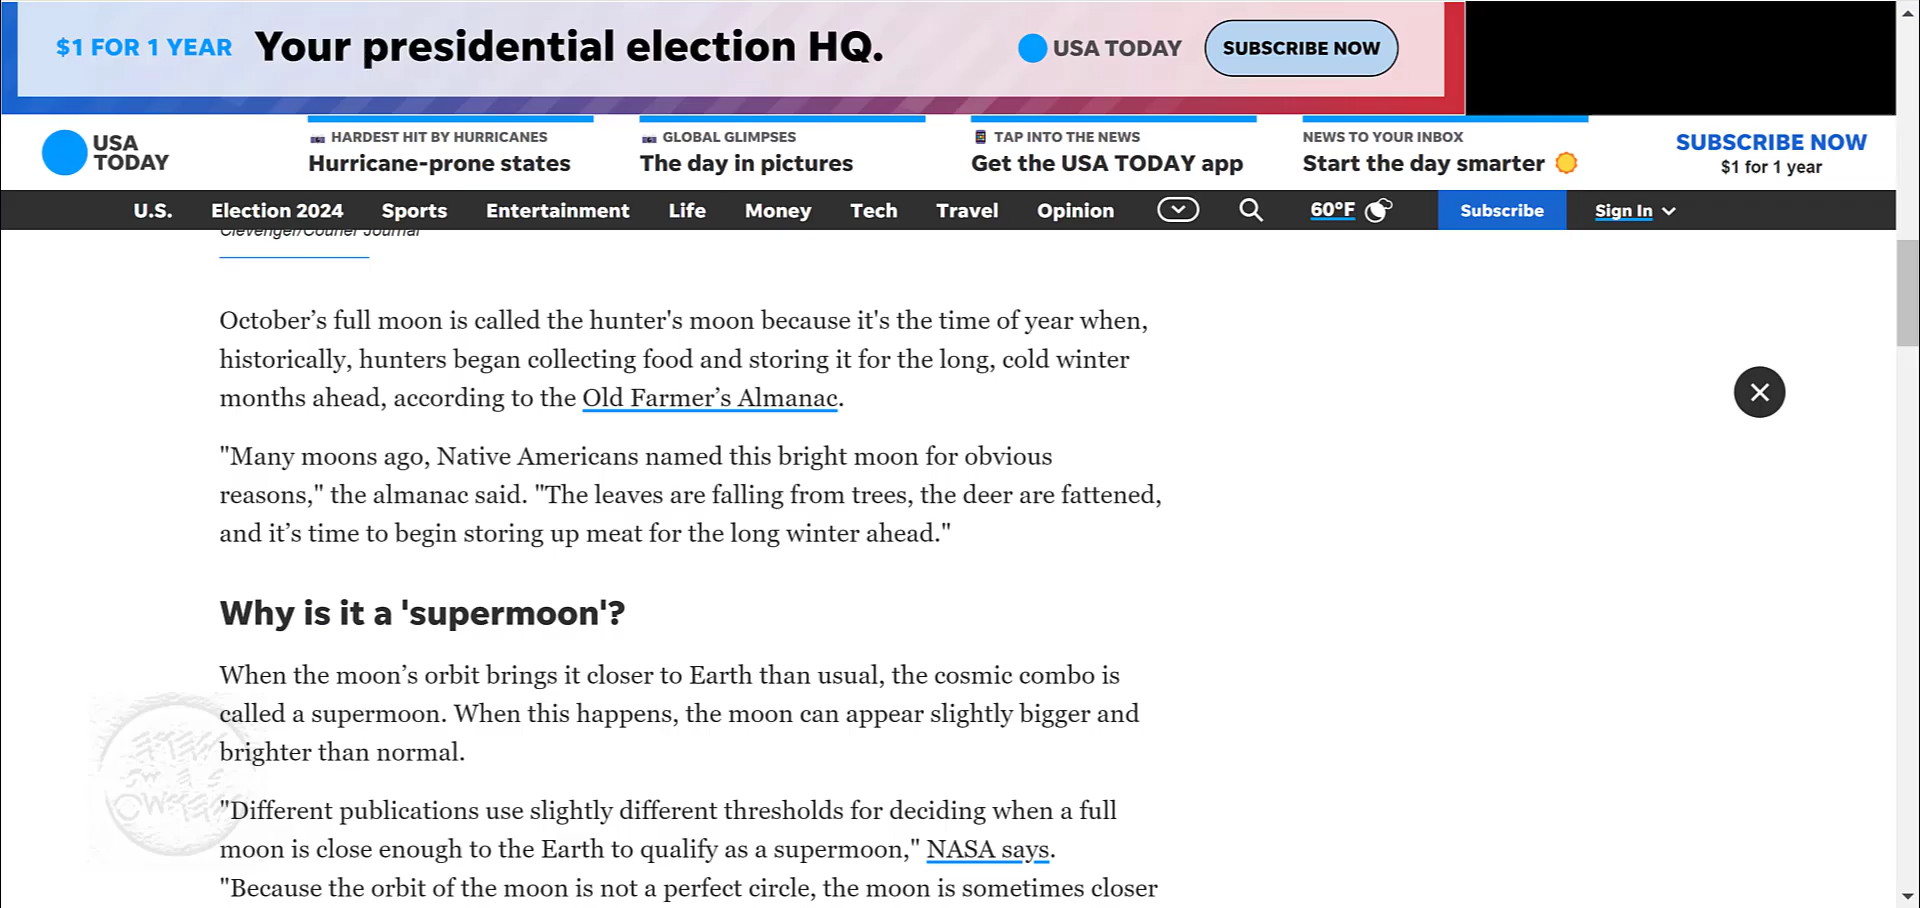 $1 FOR 1 YEAR Your presidential election HQ. USA TODAY SUBSCRIBE NOW
USA TODAY
HARDEST HIT BY HURRICANES
Hurricane-prone states
GLOBAL GLIMPSES
The day in pictures
TAP INTO THE NEWS
Get the USA TODAY app
NEWS TO YOUR INBOX
Start the day smarter
SUBSCRIBE NOW
$1 for 1 year
U.S. Election 2024 Sports Entertainment Life Money Tech Travel Opinion 60°F Subscribe Sign In
Clevenger/Courier Journal
October’s full moon is called the hunter's moon because it's the time of year when,
historically, hunters began collecting food and storing it for the long, cold winter
months ahead, according to the Old Farmer’s Almanac.
"Many moons ago, Native Americans named this bright moon for obvious
reasons," the almanac said. "The leaves are falling from trees, the deer are fattened,
and it’s time to begin storing up meat for the long winter ahead."
Why is it a 'supermoon'?
When the moon’s orbit brings it closer to Earth than usual, the cosmic combo is
called a supermoon. When this happens, the moon can appear slightly bigger and
brighter than normal.
"Different publications use slightly different thresholds for deciding when a full
moon is close enough to the Earth to qualify as a supermoon," NASA says.
"Because the orbit of the moon is not a perfect circle, the moon is sometimes closer